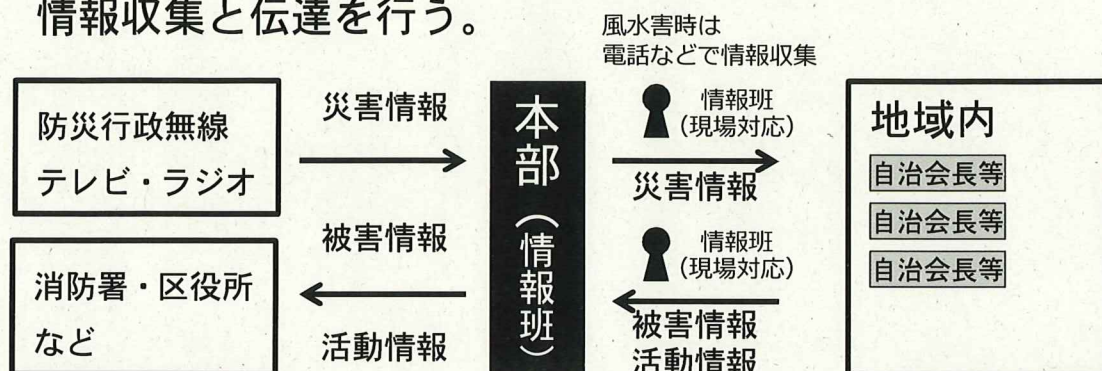 情報収集と伝達を行う。
風水害時は
電話などで情報収集
防災行政無線
テレビ・ラジオ
消防署・区役所
など
災害情報
被害情報
活動情報
本部（情報班）
情報班
(現場対応)
災害情報
情報班
(現場対応)
被害情報
活動情報
地域内
自治会長等
自治会長等
自治会長等